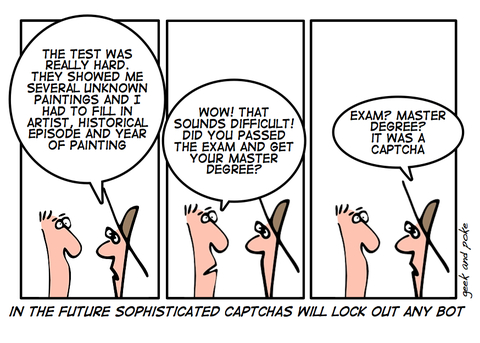 THE TEST WAS
REALLY HARD.
THEY SHOWED ME
SEVERAL UNKNOWN
PAINTINGS AND I
HAD TO FILL IN
ARTIST, HISTORICAL
EPISODE AND YEAR
OF PAINTING
WOW! THAT
SOUNDS DIFFICULT!
DID YOU PASSED
THE EXAM AND GET
YOUR MASTER
DEGREE?
EXAM? MASTER
DEGREE?
IT WAS A
CAPTCHA
geek and poke
IN THE FUTURE SOPHISTICATED CAPTCHAS WILL LOCK OUT ANY BOT